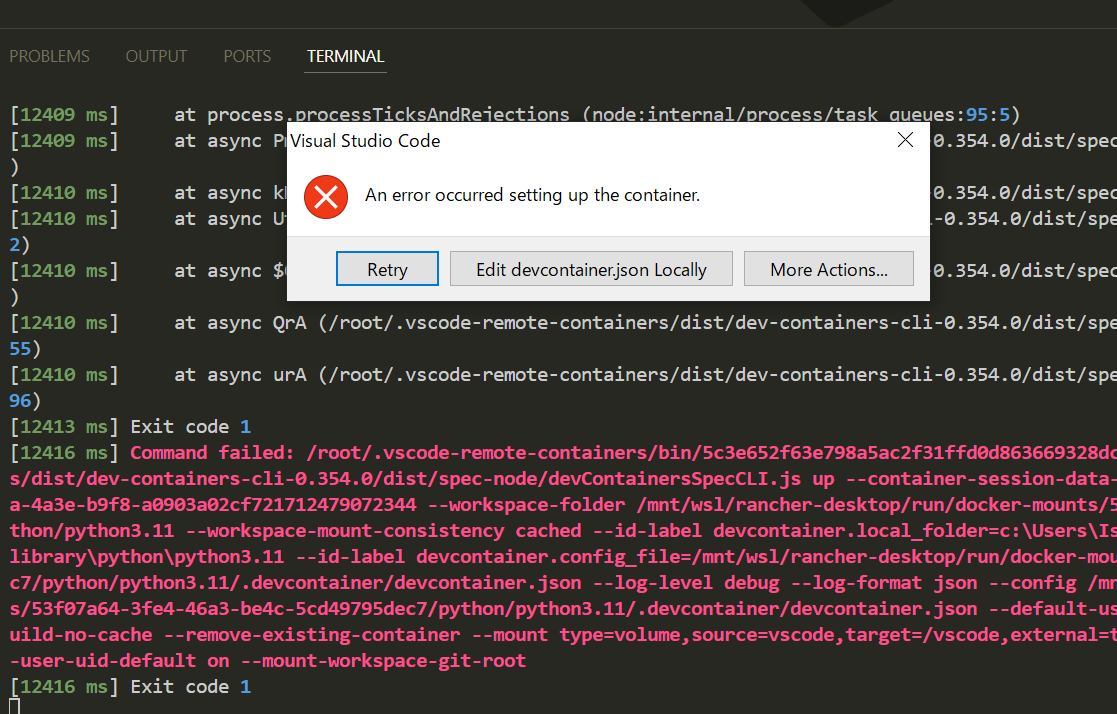 PROBLEMS OUTPUT PORTS TERMINAL
[12409 ms]     at process.processTicksAndRejections (node:internal/process/task_queues:95:5)
[12409 ms]     at async
-0.354.0/dist/spec
)
Visual Studio Code
An error occurred setting up the container.
Retry
Edit devcontainer.json Locally
More Actions...
[12410 ms]     at async
-0.354.0/dist/spec
[12410 ms]     at async
-0.354.0/dist/spe
2)
[12410 ms]     at async
-0.354.0/dist/spec
)
[12410 ms]     at async QrA (/root/.vscode-remote-containers/dist/dev-containers-cli-0.354.0/dist/spe
55)
[12410 ms]     at async urA (/root/.vscode-remote-containers/dist/dev-containers-cli-0.354.0/dist/spe
96)
[12413 ms] Exit code 1
[12416 ms] Command failed: /root/.vscode-remote-containers/bin/5c3e652f63e798a5ac2f31ffd0d863669328dc
s/dist/dev-containers-cli-0.354.0/dist/spec-node/devContainersSpecCLI.js up --container-session-data-
a-4a3e-b9f8-a0903a02cf721712479072344 --workspace-folder /mnt/wsl/rancher-desktop/run/docker-mounts/5
thon/python3.11 --workspace-mount-consistency cached --id-label devcontainer.local_folder=c:\Users\Is
library\python\python3.11 --id-label devcontainer.config_file=/mnt/wsl/rancher-desktop/run/docker-mou
c7/python/python3.11/.devcontainer/devcontainer.json --log-level debug --log-format json --config /mn
s/53f07a64-3fe4-46a3-be4c-5cd49795dec7/python/python3.11/.devcontainer/devcontainer.json --default-us
uild-no-cache --remove-existing-container --mount type=volume,source=vscode,target=/vscode,external=t
-user-uid-default on --mount-workspace-git-root
[12416 ms] Exit code 1